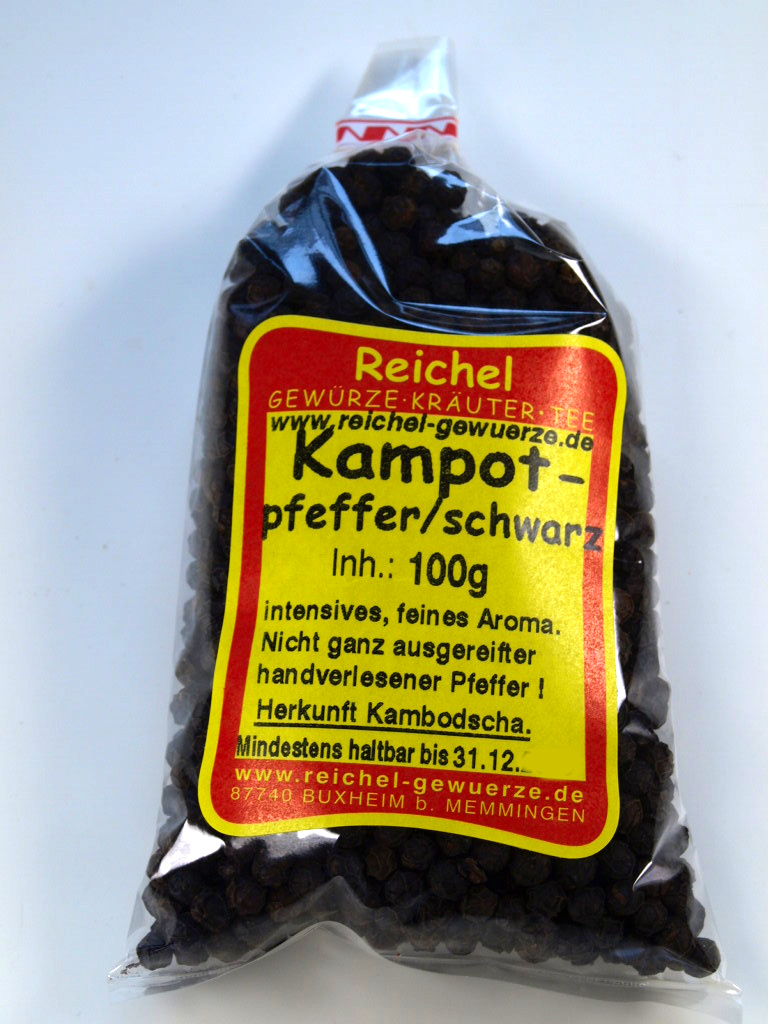 Reichel
GEWÜRZE·KRÄUTER·TEE
www.reichel-gewuerze.de
Kampot-
pfeffer/schwarz
Inh.: 100g
intensives, feines Aroma.
Nicht ganz ausgereifter
handverlesener Pfeffer !
Herkunft Kambodscha.
Mindestens haltbar bis 31.12.
www.reichel-gewuerze.de
87740 BUXHEIM b. MEMMINGEN